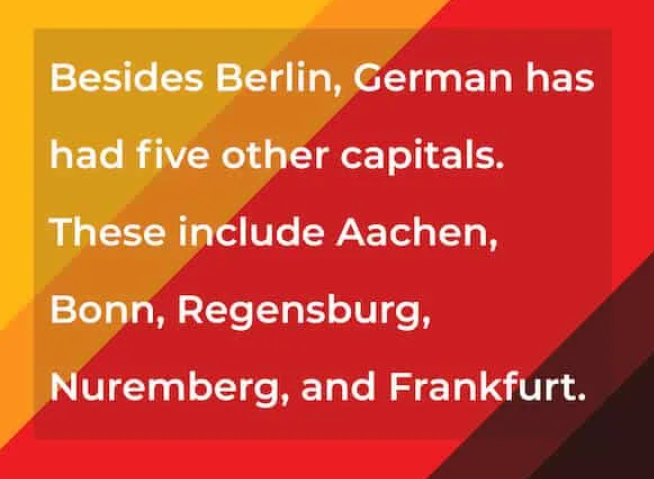 Besides Berlin, German has
had five other capitals.
These include Aachen,
Bonn, Regensburg,
Nuremberg, and Frankfurt.